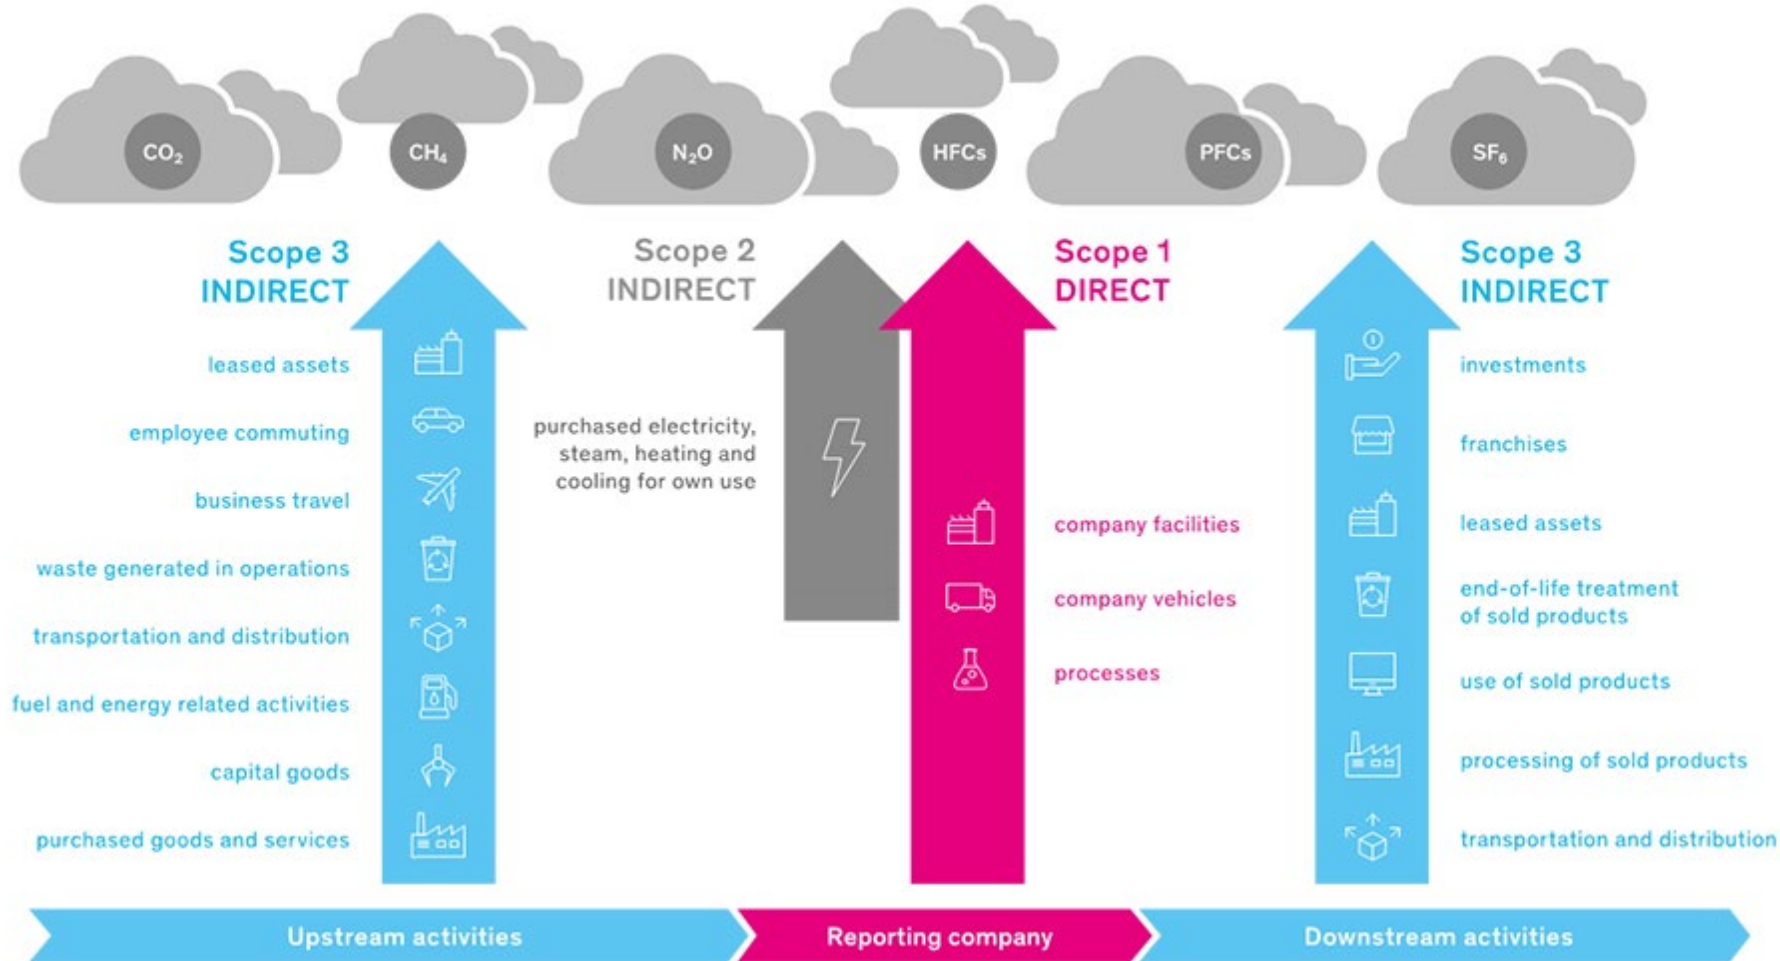 CO₂
CH₄
N₂O
HFCs
PFCs
SF₆
Scope 3
INDIRECT
leased assets
employee commuting
business travel
waste generated in operations
transportation and distribution
fuel and energy related activities
capital goods
purchased goods and services
Scope 2
INDIRECT
purchased electricity,
steam, heating and
cooling for own use
Scope 1
DIRECT
company facilities
company vehicles
processes
Scope 3
INDIRECT
investments
franchises
leased assets
end-of-life treatment
of sold products
use of sold products
processing of sold products
transportation and distribution
Upstream activities
Reporting company
Downstream activities